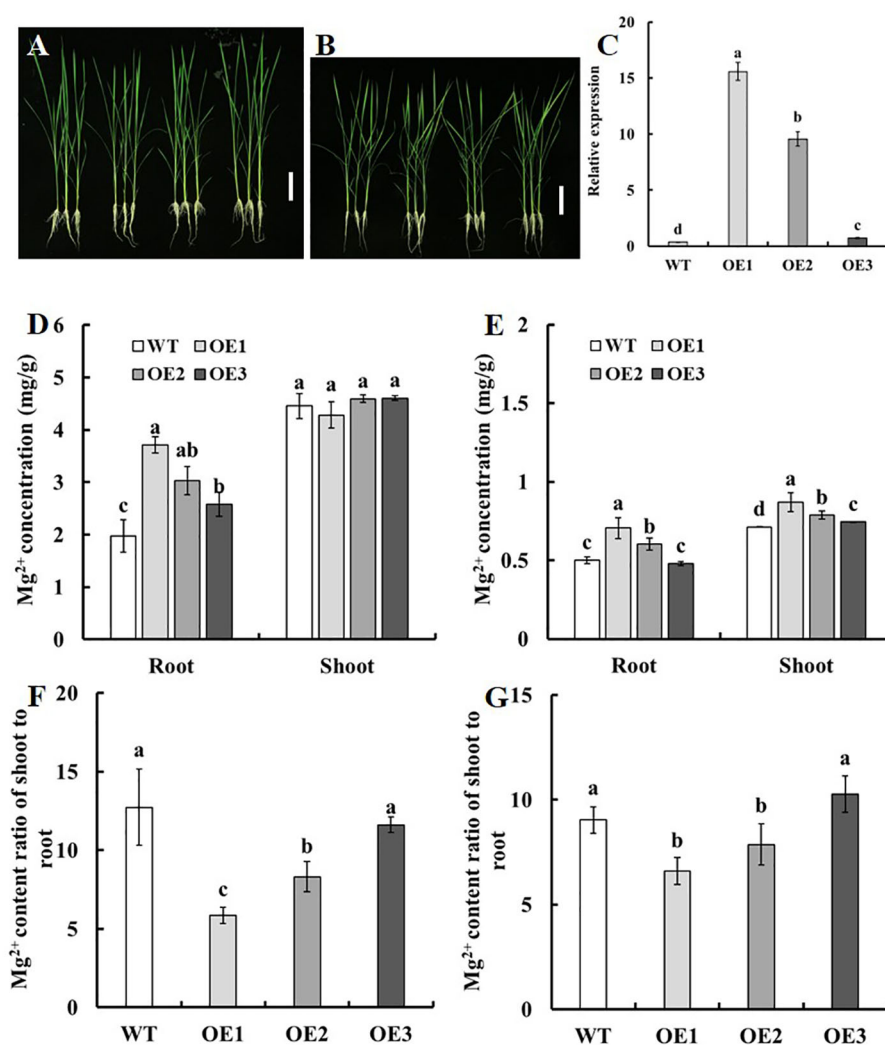 A
B
C
Relative expression
20
15
10
5
0
a
b
c
d
WT
OE1
OE2
OE3
D
Mg²⁺ concentration (mg/g)
6
5
4
3
2
1
0
WT
OE1
OE2
OE3
c
a
ab
b
a
a
a
a
Root
Shoot
E
Mg²⁺ concentration (mg/g)
2
1.5
1
0.5
0
WT
OE1
OE2
OE3
c
a
b
c
d
a
b
c
Root
Shoot
F
Mg²⁺ content ratio of shoot to
root
20
15
10
5
0
a
c
b
a
WT
OE1
OE2
OE3
G
Mg²⁺ content ratio of shoot to
root
15
10
5
0
a
b
b
a
WT
OE1
OE2
OE3